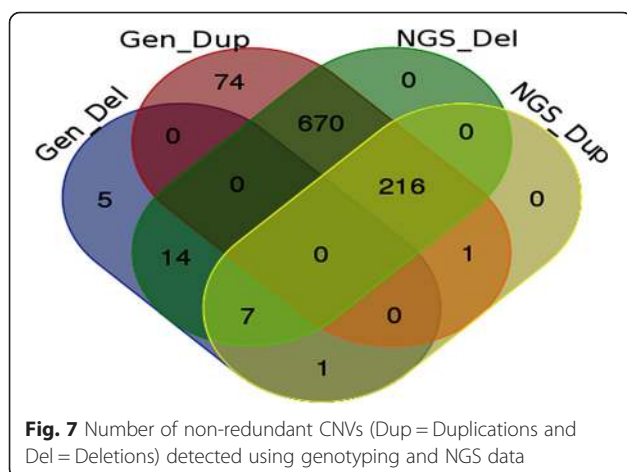 Gen_Dup
NGS_Del
Gen_Del
NGS_Dup
74
0
0
670
0
5
0
216
0
14
0
1
7
0
1
Fig. 7 Number of non-redundant CNVs (Dup = Duplications and
Del = Deletions) detected using genotyping and NGS data